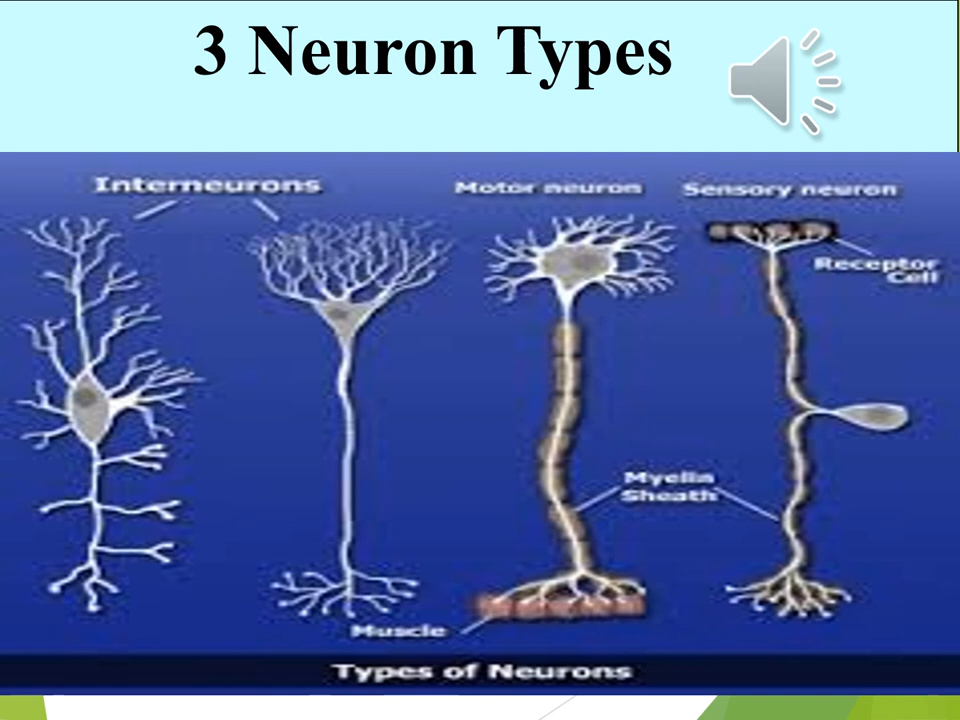 3 Neuron Types
Interneurons
Motor neuron
Sensory neuron
Receptor
Cell
Myelin
Sheath
Muscle
Types of Neurons